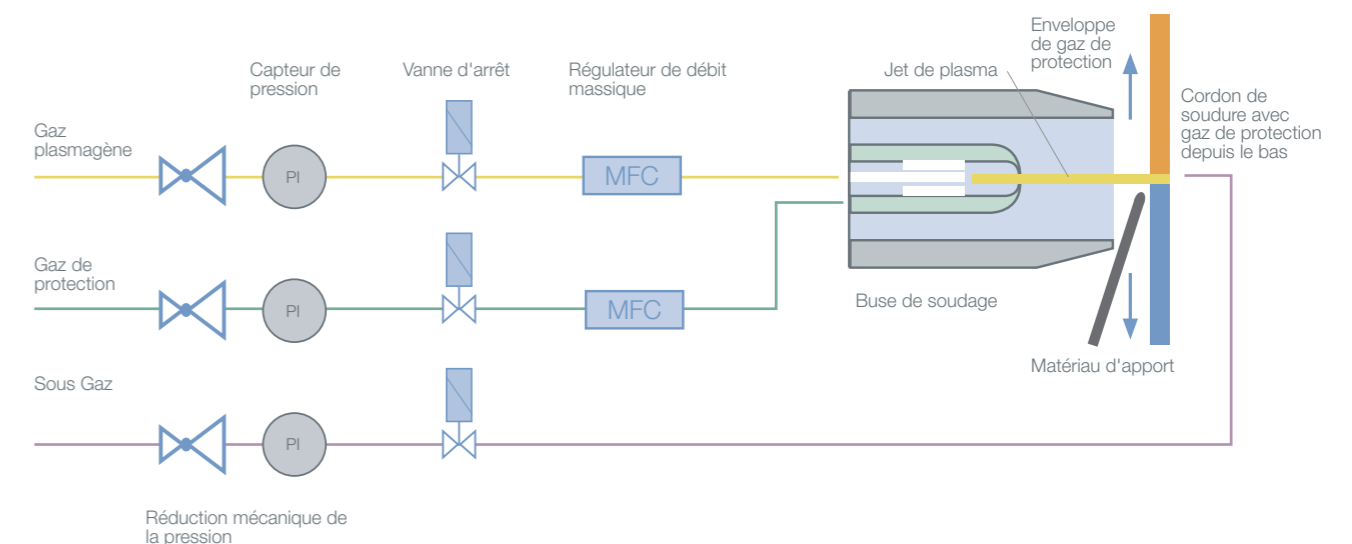 Enveloppe
de gaz de
protection
Capteur de
pression
Vanne d'arrêt
Régulateur de débit
massique
Jet de plasma
Cordon de
soudure avec
gaz de protection
depuis le bas
Gaz
plasmagène
PI
MFC
Gaz de
protection
PI
MFC
Buse de soudage
Matériau d'apport
Sous Gaz
PI
Réduction mécanique de
la pression